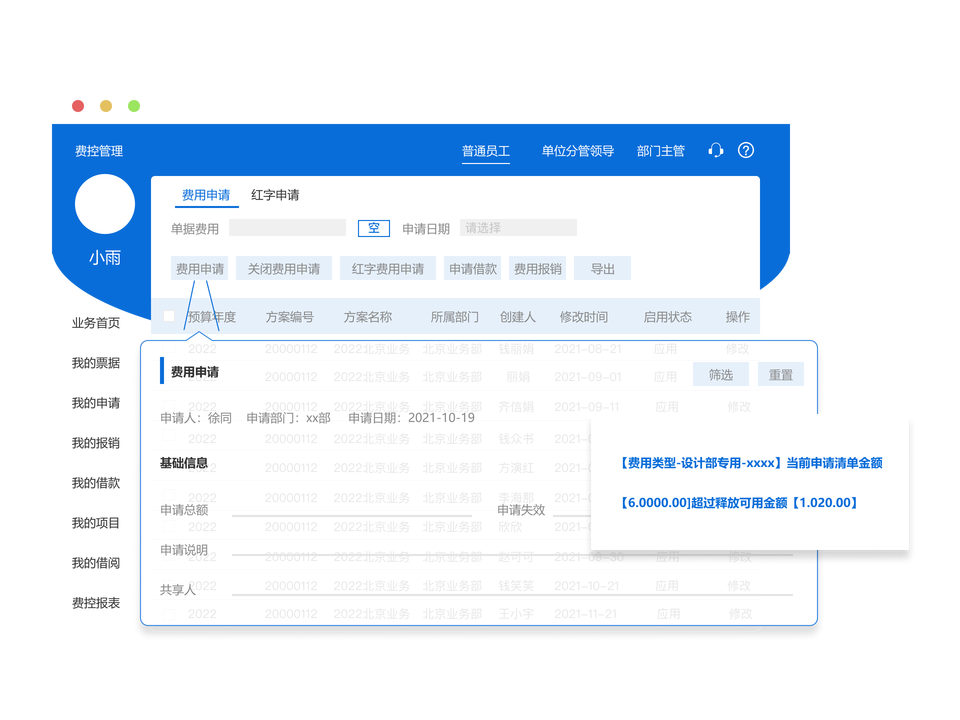 费控管理 普通员工 单位分管领导 部门主管 ?
小雨
费用申请 红字申请
单据费用 空 申请日期 请选择
费用申请 关闭费用申请 红字费用申请 申请借款 费用报销 导出
预算年度 方案编号 方案名称 所属部门 创建人 修改时间 启用状态 操作
业务首页
我的票据
我的申请
我的报销
我的借款
我的项目
我的借阅
费控报表
2022 20000112 2022北京业务 北京业务部 钱丽娟 2021-08-21 应用 修改
20000112 2022北京业务 北京业务部 丽娟 2021-09-01 应用
费用申请 筛选 重置
2022 20000112 2022北京业务 北京业务部 齐信娟 2021-09-11 应用 修改
申请人：徐同 申请部门：xx部 申请日期：2021-10-19
2022 20000112 2022北京业务 北京业务部 钱众书
基础信息
20000112 2022北京业务 北京业务部 方演红
2022 20000112 2022北京业务 北京业务部 李海部
申请总额 申请失效
2022 20000112 2022北京业务 北京业务部 欣欣
申请说明
2022 20000112 2022北京业务 北京业务部 赵可可 2021-09-30 应用 修改
共享人
2022 20000112 2022北京业务 北京业务部 钱笑笑 2021-10-21 应用 修改
2022 20000112 2022北京业务 北京业务部 王小宇 2021-11-21 应用 修改
【费用类型-设计部专用-xxxx】当前申请清单金额
【6.0000.00]超过释放可用金额【1.020.00】